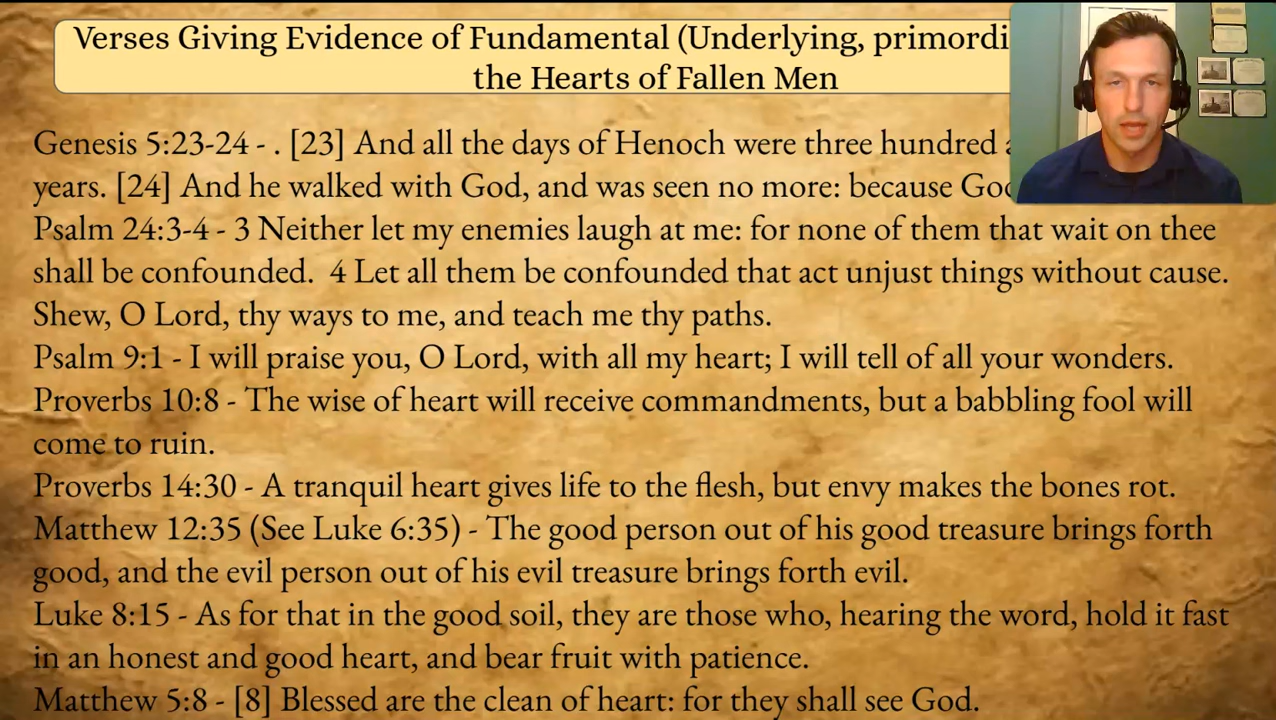 Verses Giving Evidence of Fundamental (Underlying, primordi
the Hearts of Fallen Men
Genesis 5:23-24 - . [23] And all the days of Henoch were three hundred
years. [24] And he walked with God, and was seen no more: because
Psalm 24:3-4 - 3 Neither let my enemies laugh at me: for none of them that wait on thee
shall be confounded. 4 Let all them be confounded that act unjust things without cause.
Shew, O Lord, thy ways to me, and teach me thy paths.
Psalm 9:1 - I will praise you, O Lord, with all my heart; I will tell of all your wonders.
Proverbs 10:8 - The wise of heart will receive commandments, but a babbling fool will
come to ruin.
Proverbs 14:30 - A tranquil heart gives life to the flesh, but envy makes the bones rot.
Matthew 12:35 (See Luke 6:35) - The good person out of his good treasure brings forth
good, and the evil person out of his evil treasure brings forth evil.
Luke 8:15 - As for that in the good soil, they are those who, hearing the word, hold it fast
in an honest and good heart, and bear fruit with patience.
Matthew 5:8 - [8] Blessed are the clean of heart: for they shall see God.